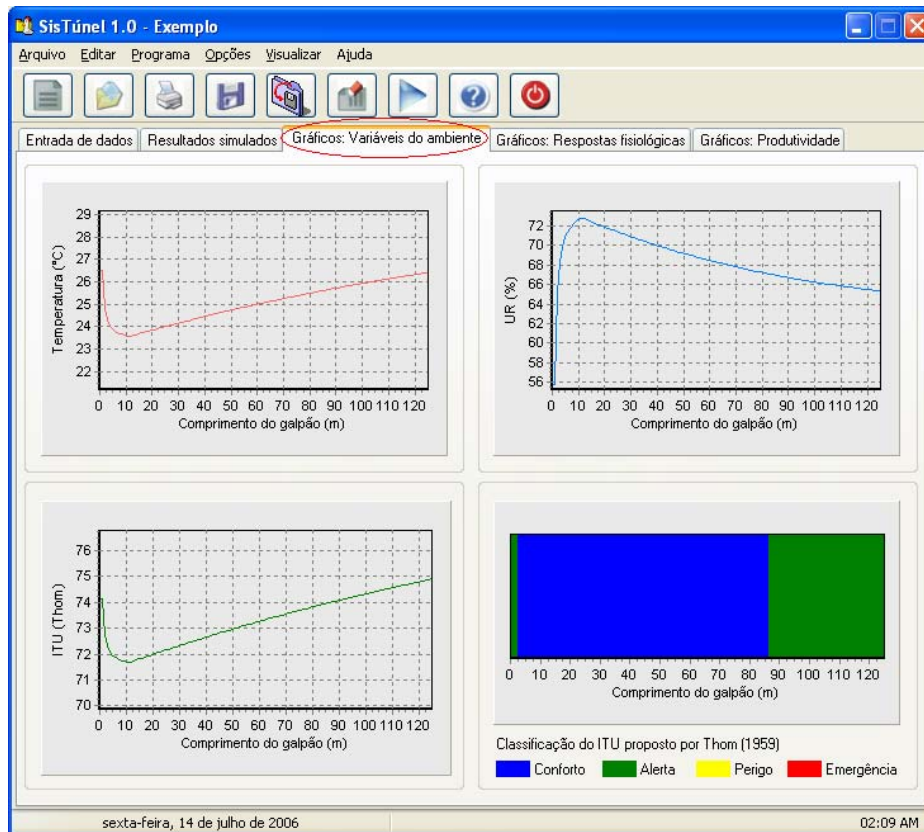 SisTúnel 1.0 - Exemplo
Arquivo Editar Programa Opções Visualizar Ajuda
Entrada de dados Resultados simulados Gráficos: Variáveis do ambiente Gráficos: Respostas fisiológicas Gráficos: Produtividade
Temperatura (°C)
29
28
27
26
25
24
23
22
0 10 20 30 40 50 60 70 80 90 100 110 120
Comprimento do galpão (m)
UR (%)
72
70
68
66
64
62
60
58
56
0 10 20 30 40 50 60 70 80 90 100 110 120
Comprimento do galpão (m)
ITU (Thom)
76
75
74
73
72
71
70
0 10 20 30 40 50 60 70 80 90 100 110 120
Comprimento do galpão (m)
0 10 20 30 40 50 60 70 80 90 100 110 120
Comprimento do galpão (m)
Classificação do ITU proposto por Thom (1959)
Conforto Alerta Perigo Emergência
sexta-feira, 14 de julho de 2006 02:09 AM